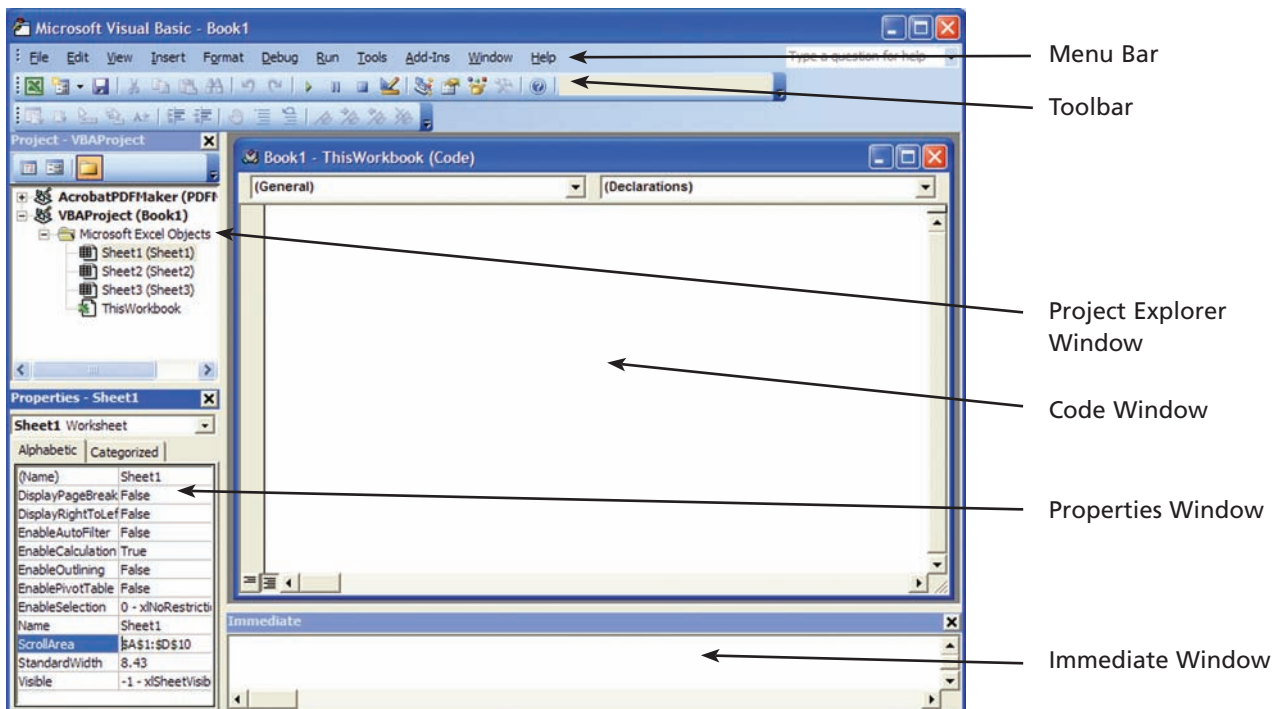 Microsoft Visual Basic - Book1
File Edit View Insert Format Debug Run Tools Add-Ins Window Help
Type a question for help
Menu Bar
Toolbar
Project - VBAProject
AcrobatPDFMaker (PDFM
VBAProject (Book1)
Microsoft Excel Objects
Sheet1 (Sheet1)
Sheet2 (Sheet2)
Sheet3 (Sheet3)
ThisWorkbook
Book1 - ThisWorkbook (Code)
(General) (Declarations)
Project Explorer
Window
Code Window
Properties - Sheet1
Sheet1 Worksheet
Alphabetic Categorized
(Name) Sheet1
DisplayPageBreak False
DisplayRightToLef False
EnableAutoFilter False
EnableCalculation True
EnableOutlining False
EnablePivotTable False
EnableSelection 0 - xlNoRestricti
Name Sheet1
ScrollArea $A$1:$D$10
StandardWidth 8.43
Visible -1 - xlSheetVisib
Properties Window
Immediate
Immediate Window